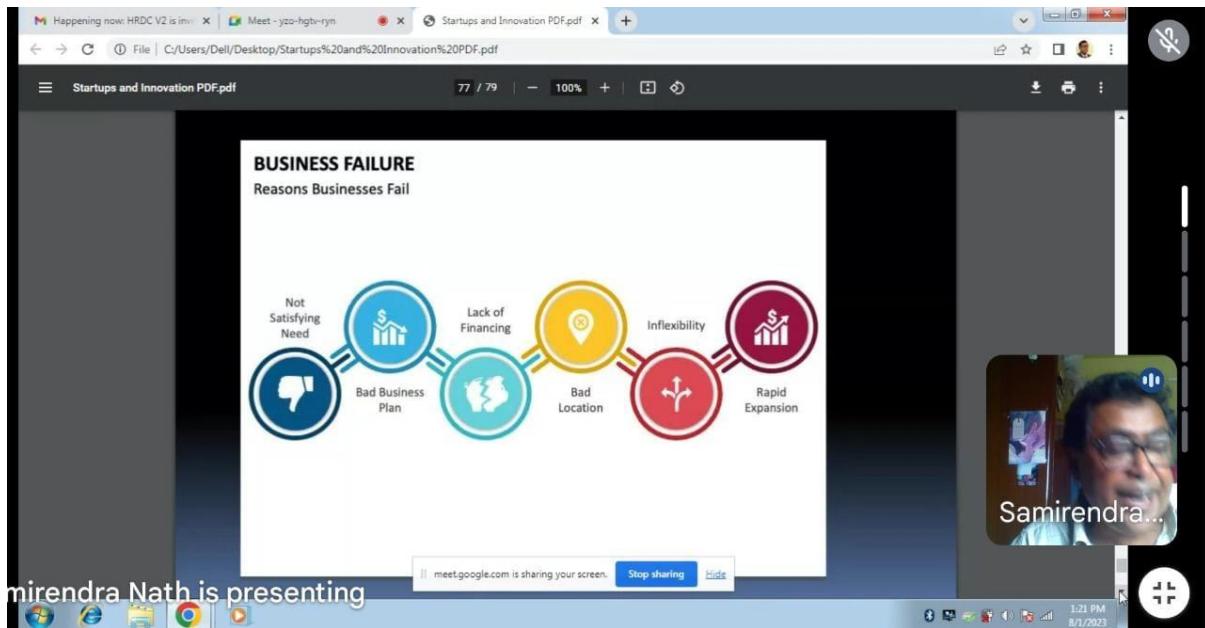 Happening now: HRDC V2 is inv
Meet - yzo-hgtv-ryn
Startups and Innovation PDF.pdf
File | C:/Users/Dell/Desktop/Startups%20and%20Innovation%20PDF.pdf
Startups and Innovation PDF.pdf
77 / 79
100%
BUSINESS FAILURE
Reasons Businesses Fail
Not
Satisfying
Need
Bad Business
Plan
Lack of
Financing
Bad
Location
Inflexibility
Rapid
Expansion
Samirendra...
meet.google.com is sharing your screen.
Stop sharing
Hide
mirendra Nath is presenting
1:21 PM
8/1/2023